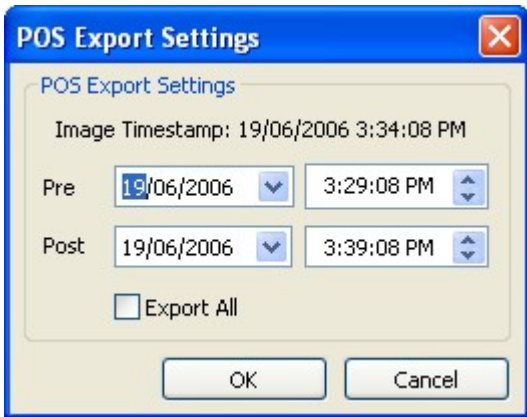 POS Export Settings
POS Export Settings
Image Timestamp: 19/06/2006 3:34:08 PM
Pre 19/06/2006 3:29:08 PM
Post 19/06/2006 3:39:08 PM
Export All
OK Cancel